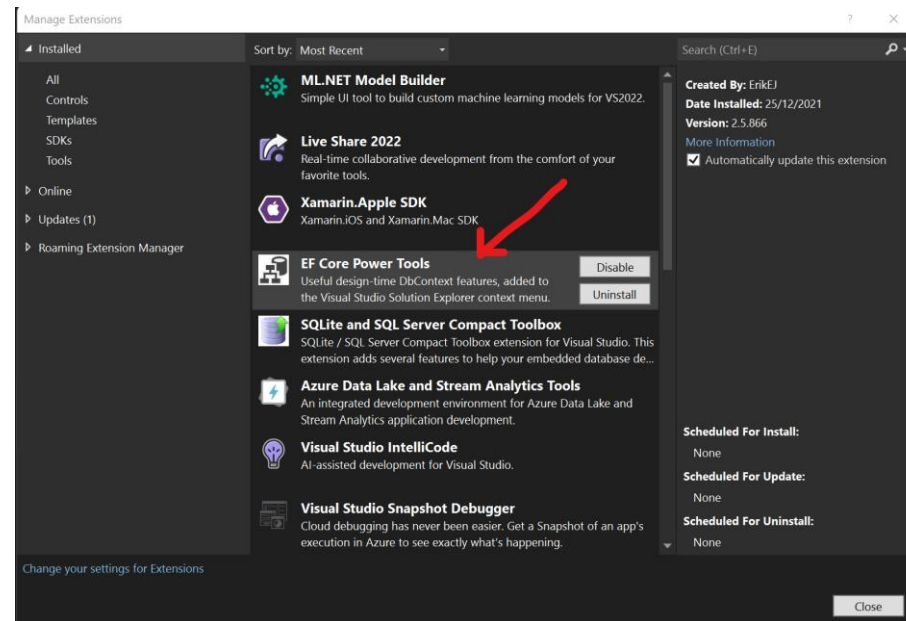 Manage Extensions
Installed
All
Controls
Templates
SDKs
Tools
Online
Updates (1)
Roaming Extension Manager
Change your settings for Extensions
Sort by: Most Recent
ML.NET Model Builder
Simple UI tool to build custom machine learning models for VS2022.
Live Share 2022
Real-time collaborative development from the comfort of your
favorite tools.
Xamarin.Apple SDK
Xamarin.iOS and Xamarin.Mac SDK
EF Core Power Tools
Useful design-time DbContext features, added to
the Visual Studio Solution Explorer context menu.
Disable
Uninstall
SQLite and SQL Server Compact Toolbox
SQLite / SQL Server Compact Toolbox extension for Visual Studio. This
extension adds several features to help your embedded database de...
Azure Data Lake and Stream Analytics Tools
An integrated development environment for Azure Data Lake and
Stream Analytics application development.
Visual Studio IntelliCode
AI-assisted development for Visual Studio.
Visual Studio Snapshot Debugger
Cloud debugging has never been easier. Get a Snapshot of an app's
execution in Azure to see exactly what's happening.
Search (Ctrl+E)
Created By: ErikEJ
Date Installed: 25/12/2021
Version: 2.5.866
More Information
Automatically update this extension
Scheduled For Install:
None
Scheduled For Update:
None
Scheduled For Uninstall:
None
Close